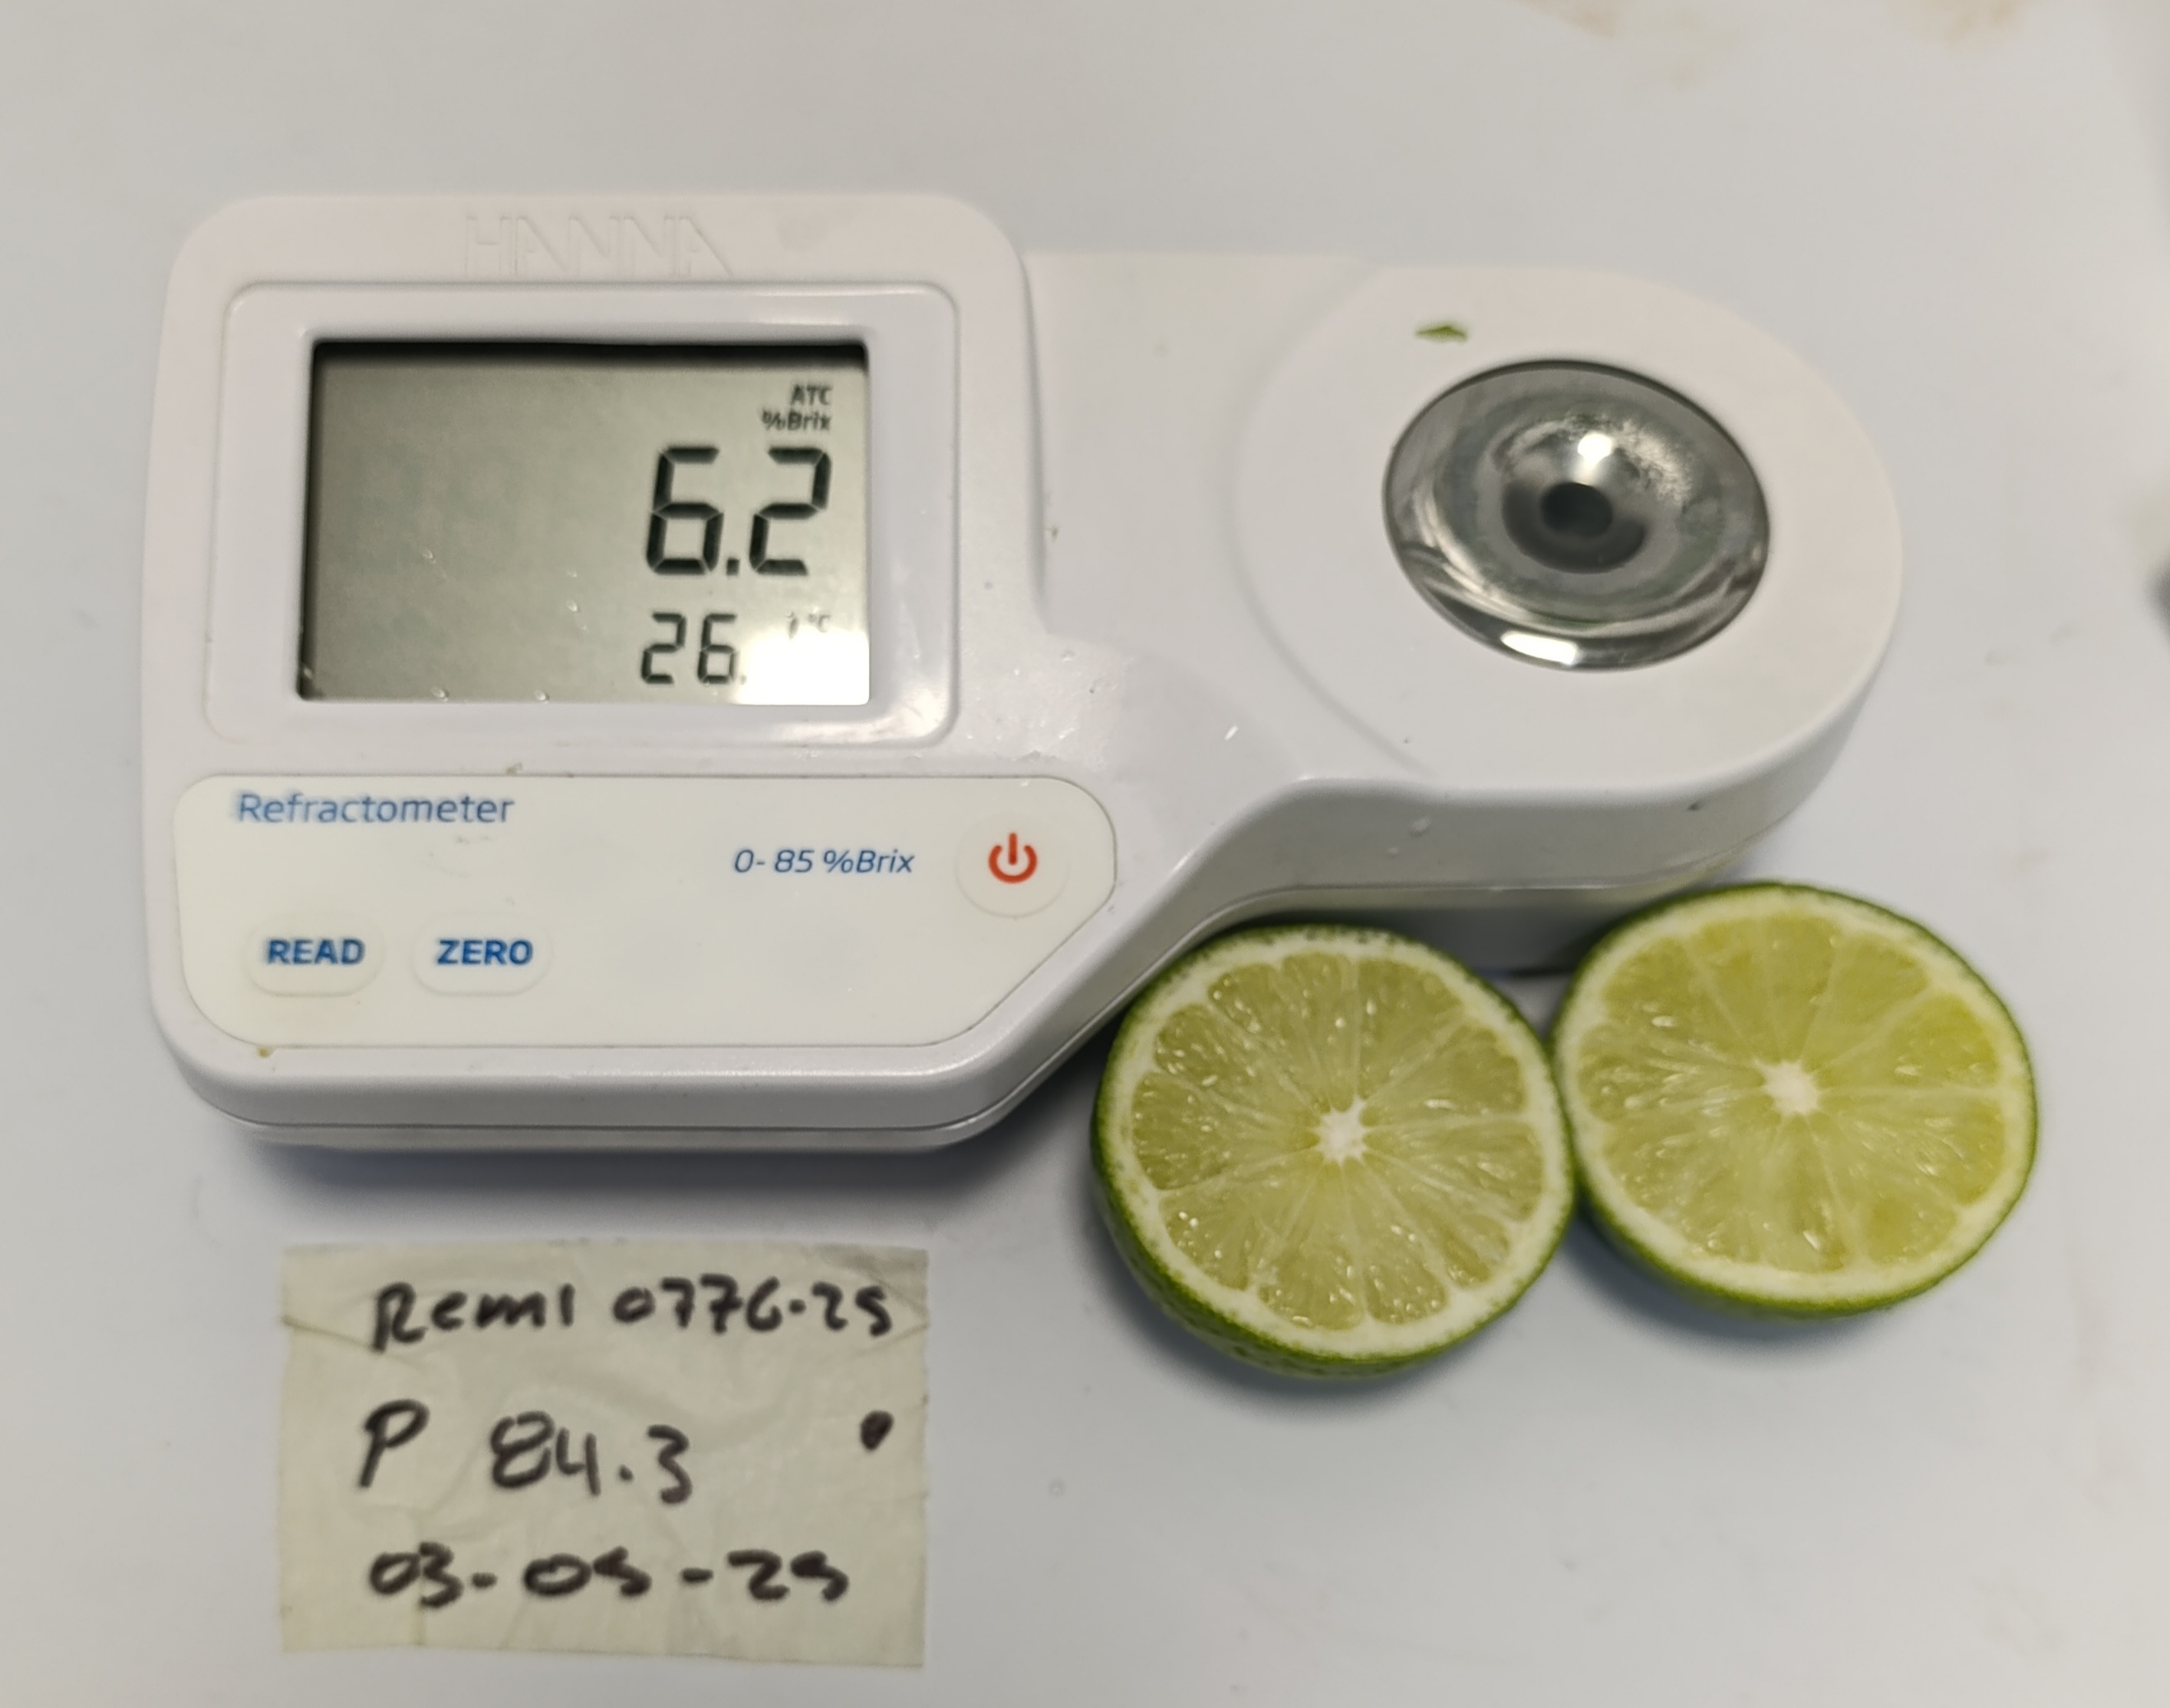 HANNA
ATC
%Brix
6.2
26. °C
Refractometer
0- 85 %Brix
READ
ZERO
Remi 0776-25
P 84.3
03-05-25